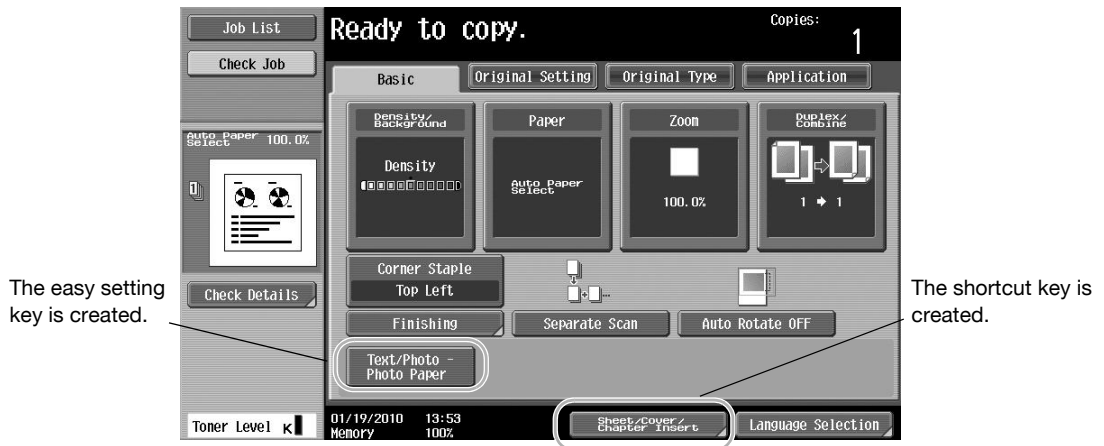 Job List
Check Job
Ready to copy.
Copies:
1
Basic
Original Setting
Original Type
Application
Auto Paper
Select
100.0%
1
Check Details
Toner Level K
Density/
Background
Density
Paper
Auto Paper
Select
Zoom
100.0%
Duplex/
Combine
1 → 1
Corner Staple
Top Left
Finishing
Separate Scan
Auto Rotate OFF
Text/Photo -
Photo Paper
01/19/2010 13:53
Memory 100%
Sheet/Cover/
Chapter Insert
Language Selection
The easy setting
key is created.
The shortcut key is
created.